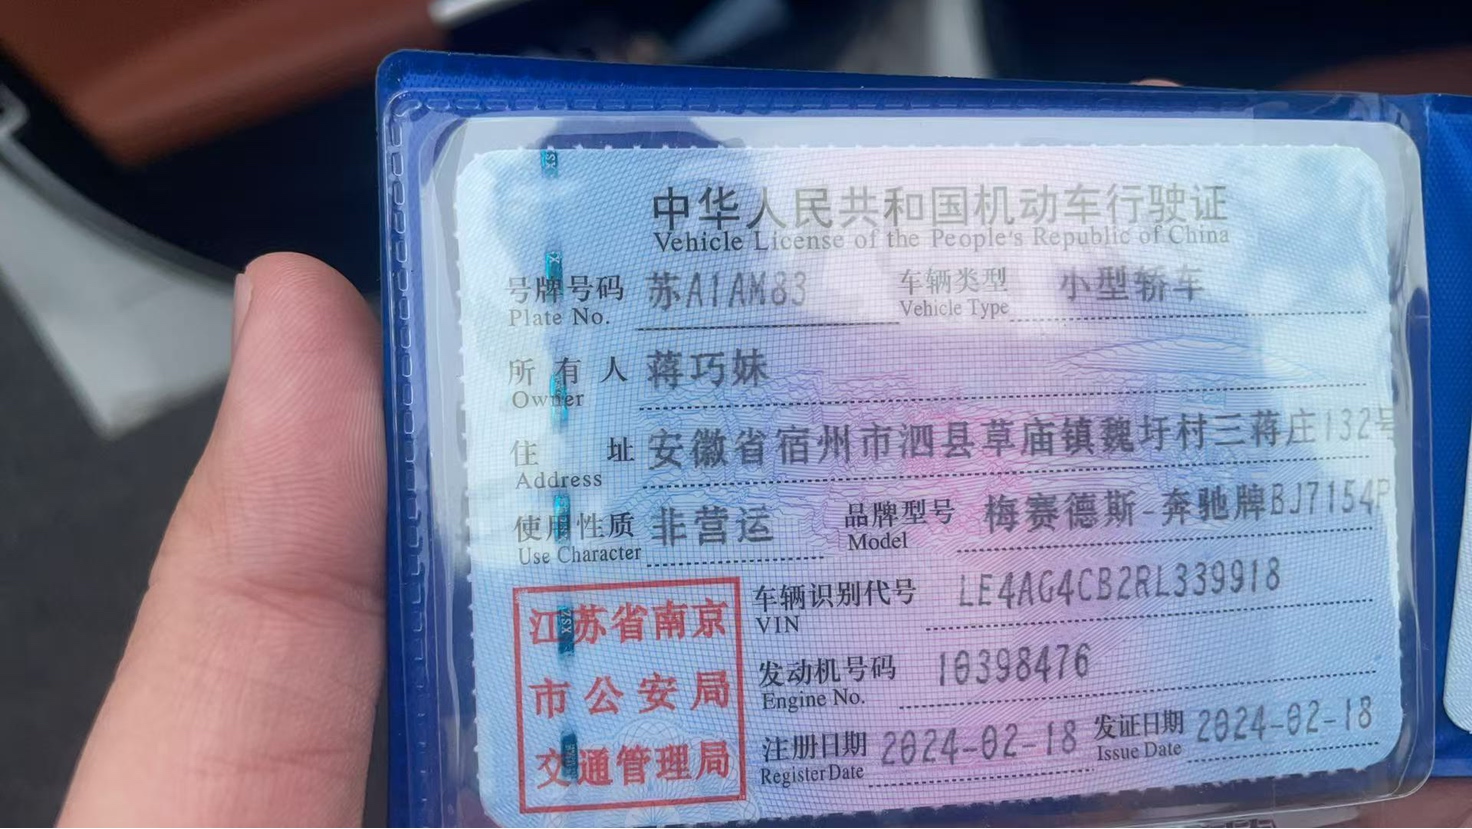 中华人民共和国机动车行驶证
Vehicle License of the People's Republic of China
号牌号码 苏A1AM83 车辆类型 小型轿车
Plate No. Vehicle Type
所有人 蒋巧妹
Owner
住址 安徽省宿州市泗县草庙镇魏圩村三蒋庄132号
Address
使用性质 非营运 品牌型号 梅赛德斯-奔驰牌BJ7154P
Use Character Model
车辆识别代号 LE4AG4CB2RL339918
VIN
发动机号码 10398476
Engine No.
注册日期 2024-02-18 发证日期 2024-02-18
Register Date Issue Date
江苏省南京
市公安局
交通管理局